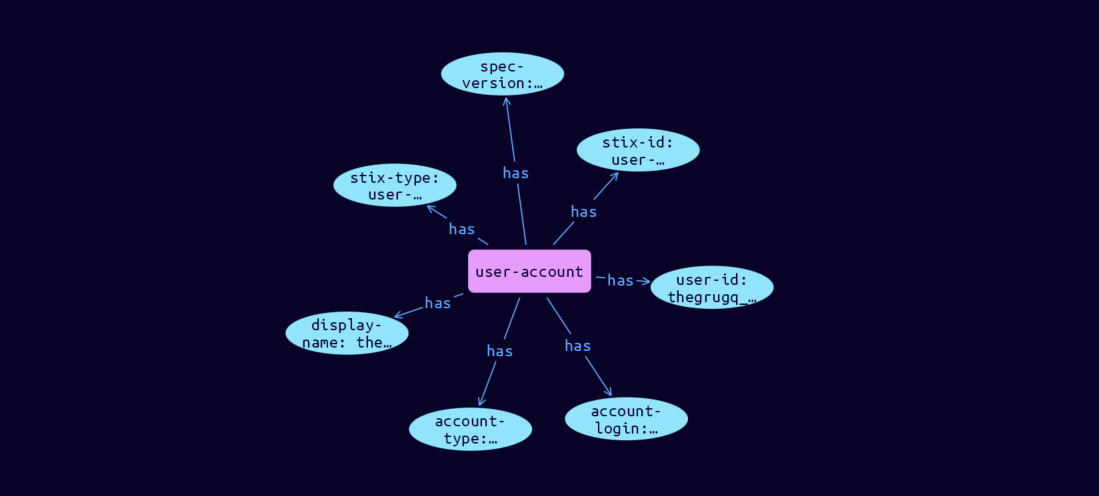 spec-
version:…
stix-id:
user-…
has
stix-type:
user-…
has
has
user-account
has
user-id:
thegrugq_…
has
display-
name: the…
has
has
account-
login:…
account-
type:…